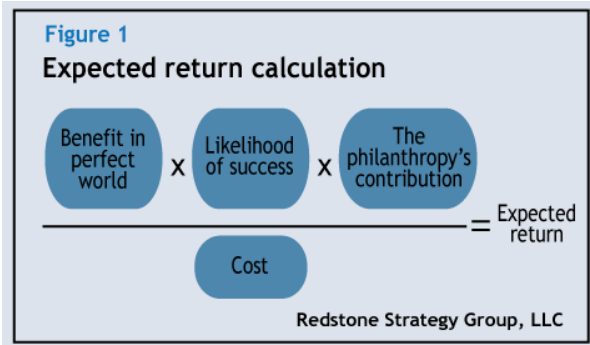 Figure 1
Expected return calculation
Benefit in
perfect
world
x
Likelihood
of success
x
The
philanthropy's
contribution
= Expected
return
Cost
Redstone Strategy Group, LLC